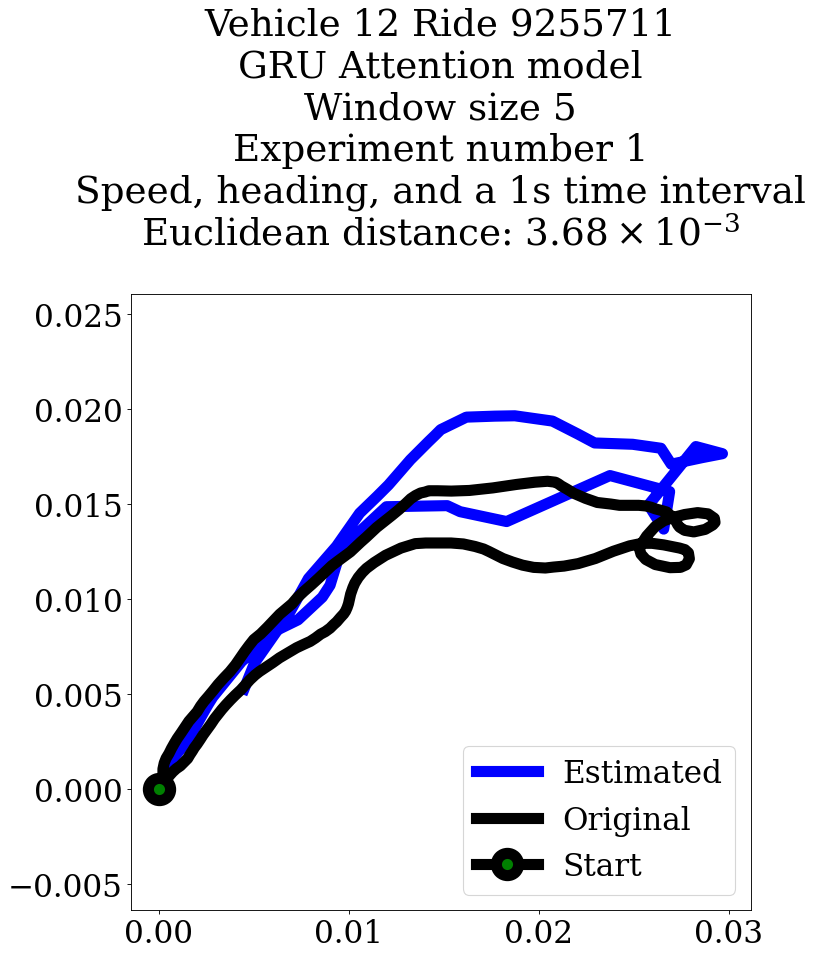 Vehicle 12 Ride 9255711
GRU Attention model
Window size 5
Experiment number 1
Speed, heading, and a 1s time interval
Euclidean distance: 3.68 × 10⁻³
0.025
0.020
0.015
0.010
0.005
0.000
−0.005
0.00 0.01 0.02 0.03
Estimated
Original
Start